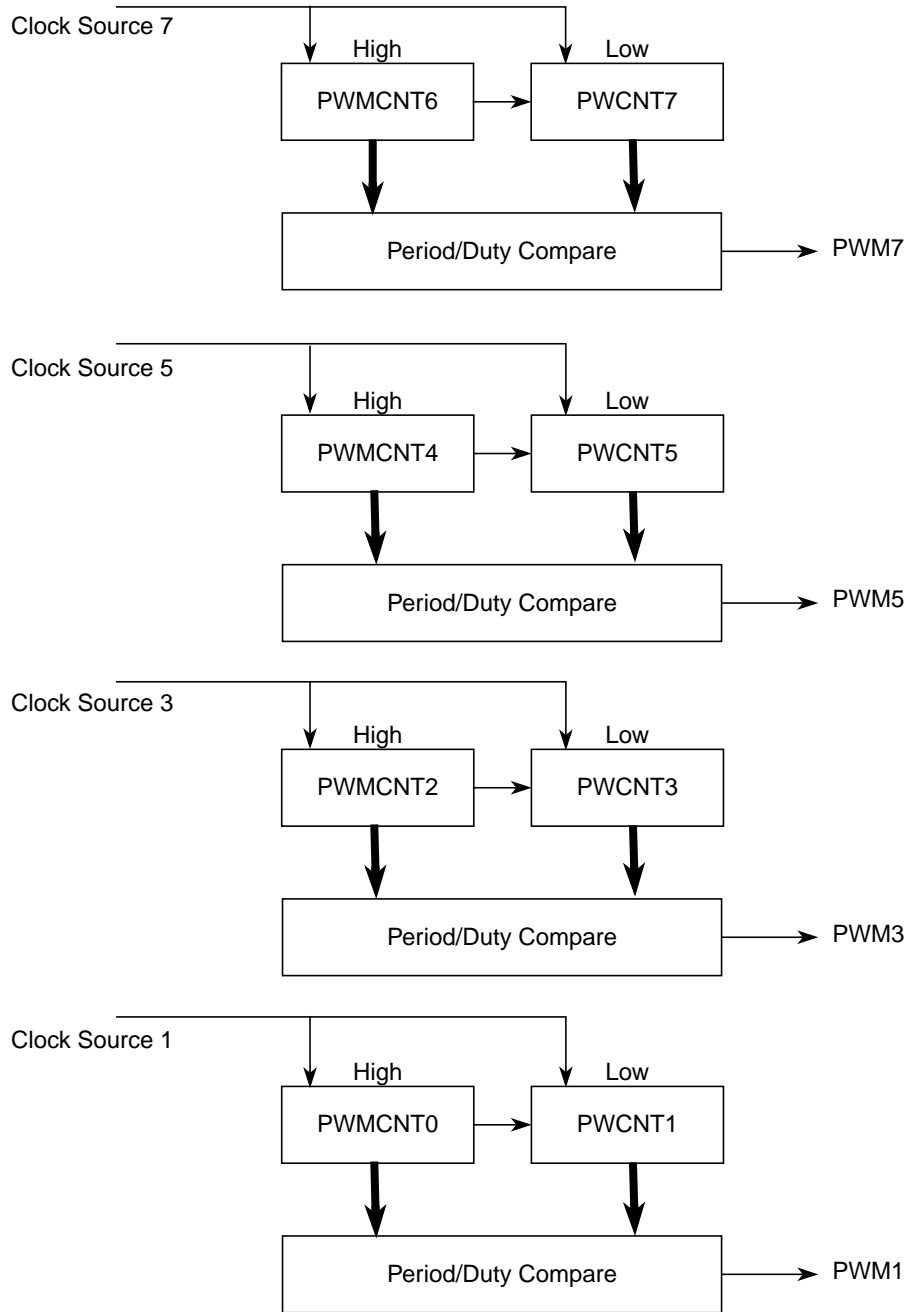 Clock Source 7
High Low
PWMCNT6 PWCNT7
Period/Duty Compare PWM7
Clock Source 5
High Low
PWMCNT4 PWCNT5
Period/Duty Compare PWM5
Clock Source 3
High Low
PWMCNT2 PWCNT3
Period/Duty Compare PWM3
Clock Source 1
High Low
PWMCNT0 PWCNT1
Period/Duty Compare PWM1